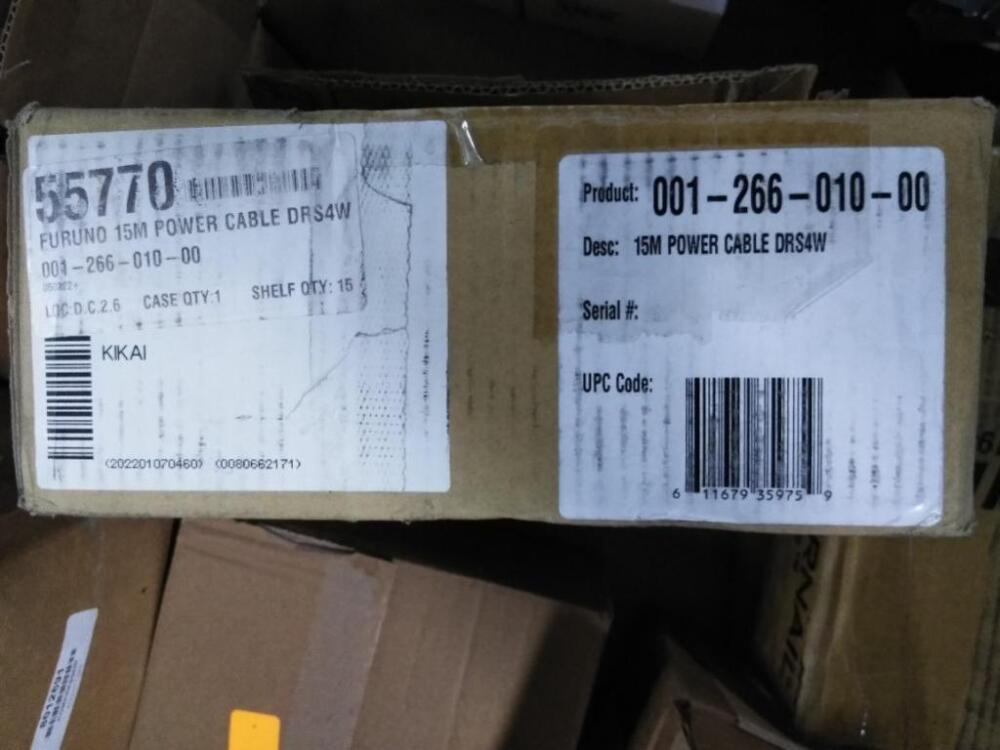 55770
FURUNO 15M POWER CABLE DRS4W
001-266-010-00
LOC:D.C.2.6 CASE QTY:1 SHELF QTY: 15
KIKAI
<202201070460> <0080662171>
Product: 001-266-010-00
Desc: 15M POWER CABLE DRS4W
Serial #:
UPC Code:
6 11679 35975 9